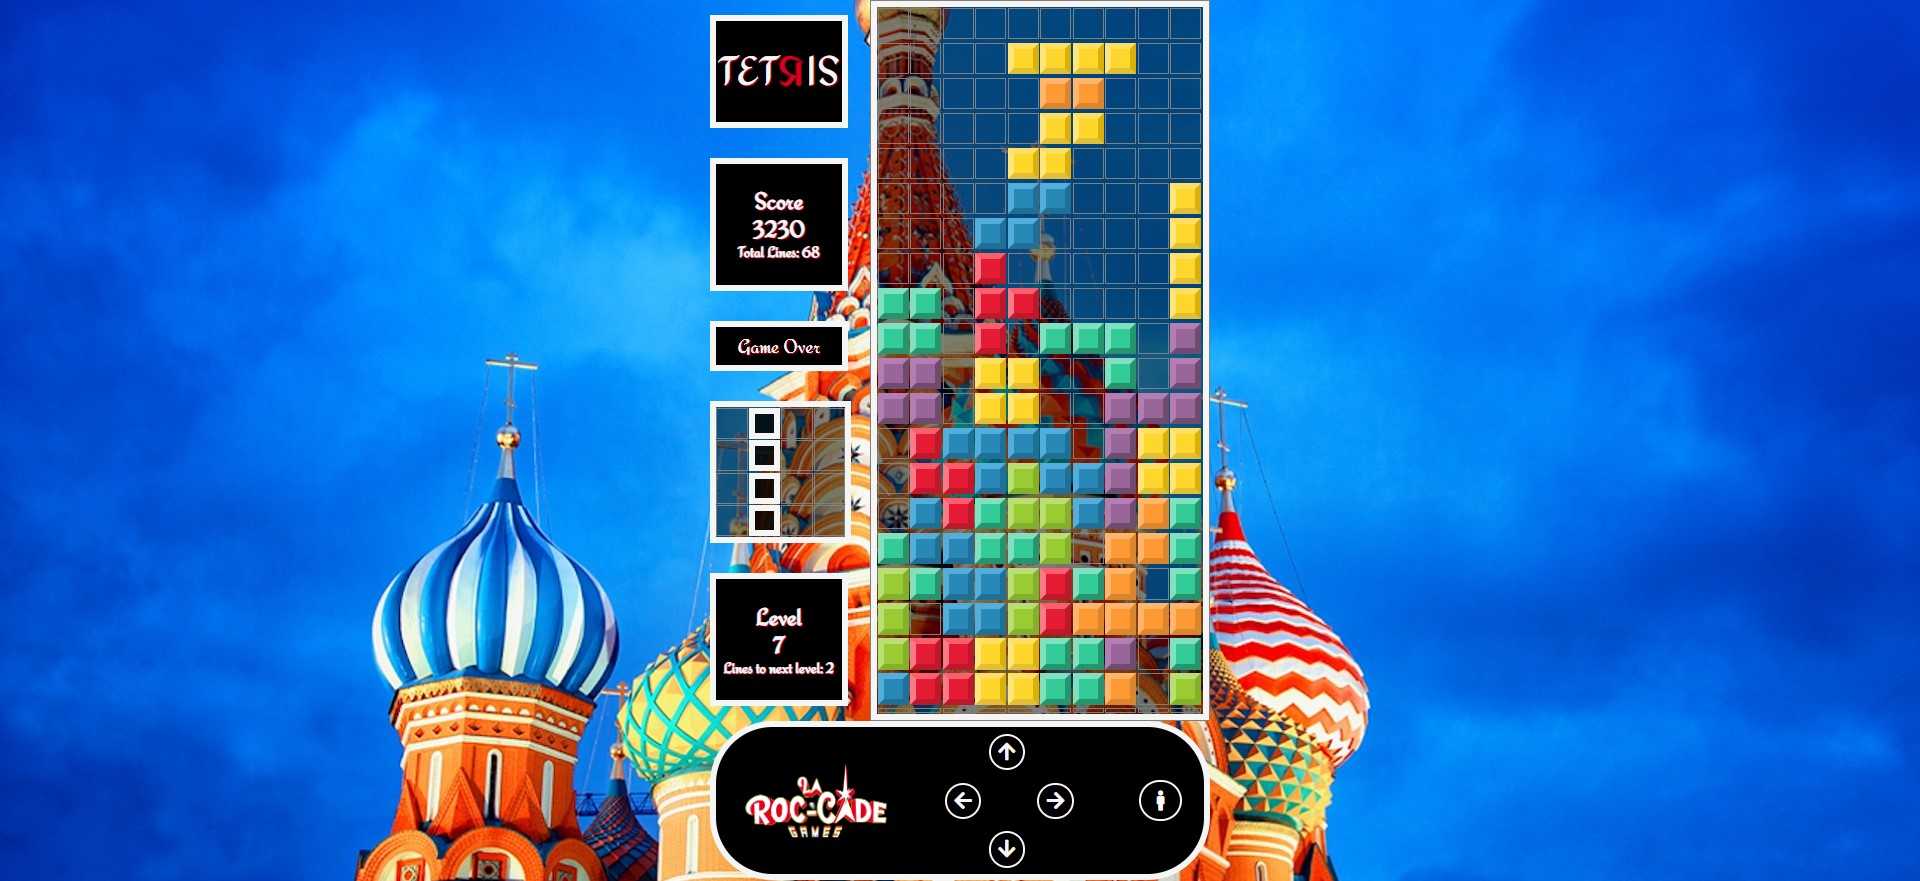 TETЯIS
Score
3230
Total Lines: 68
Game Over
Level
7
Lines to next level: 2
LA
ROC-CADE
GAMES